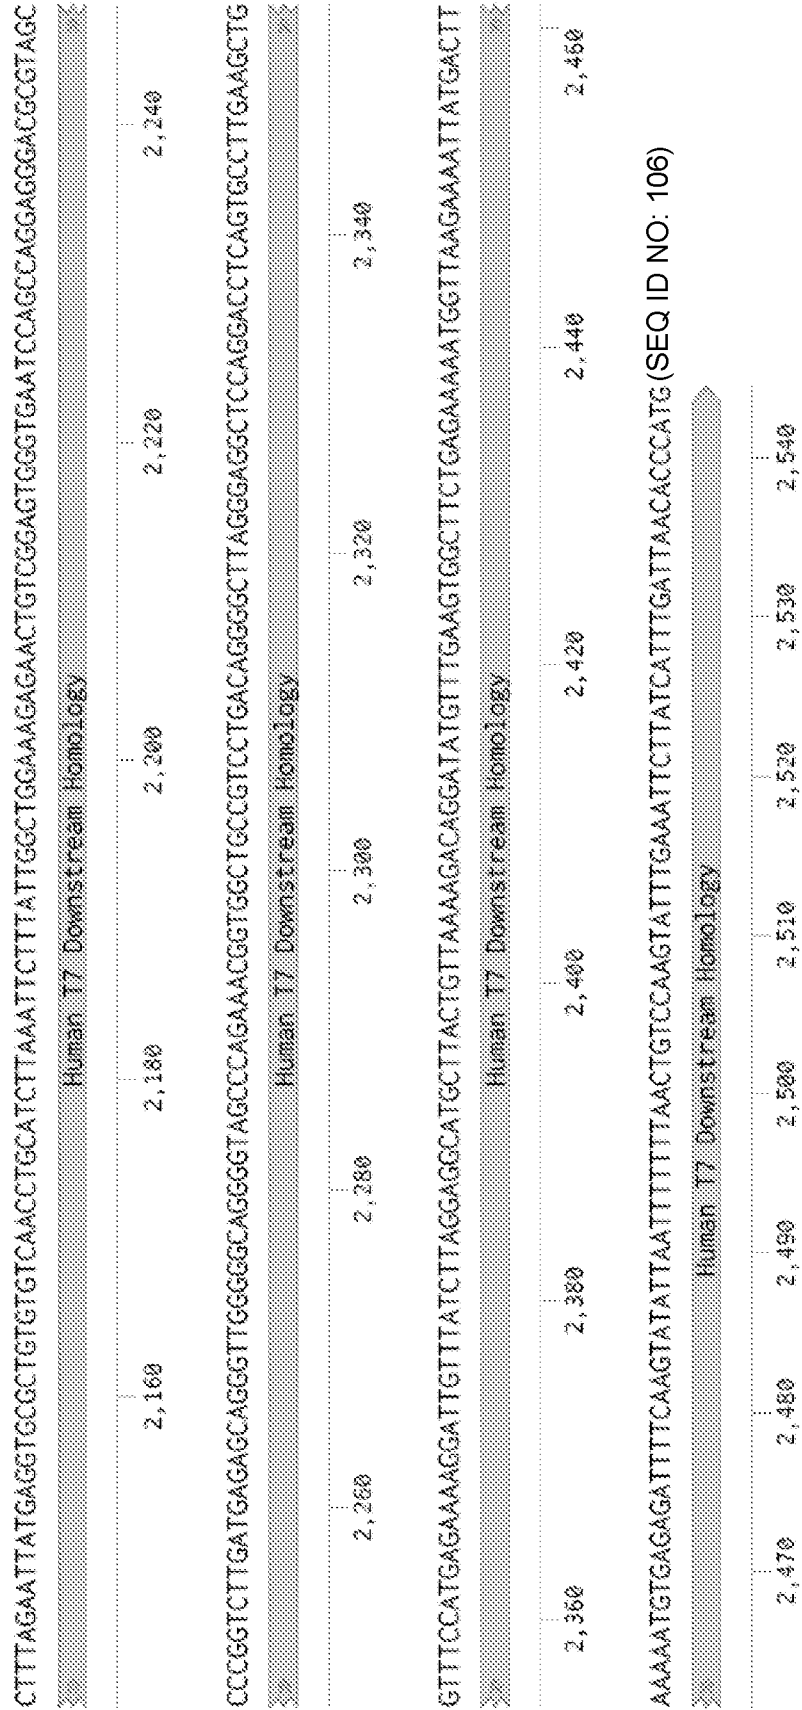 CTTTAGAATTATGAGGTGCGCTGTGTGTCAACCTGCATCTTAAATTCTTTATTGGCTGGAAAGAGAACTGTCGGAGTGGGTGAATCCAGCCAGGAGGGACGCGTAGC
Human T7 Downstream Homology
2,160 2,180 2,200 2,220 2,240
CCCGGTCTTGATGAGAGCAGGGTTGGGGGCAGGGGTAGCCCAGAAACGGTGGCTGCCGTCCTGACAGGGGCTTAGGGAGGCTCCAGGACCTCAGTGCCTTGAAGCTG
Human T7 Downstream Homology
2,260 2,280 2,300 2,320 2,340
GTTTCCATGAGAAAAGGATTGTTTATCTTAGGAGGCATGCTTACTGTTAAAAGACAGGATATGTTTGAAGTGGCTTCTGAGAAAAATGGTTAAGAAAATTATGACTT
Human T7 Downstream Homology
2,360 2,380 2,400 2,420 2,440 2,460
AAAAATGTGAGAGATTTTCAAGTATATTAATTTTTTTAACTGTCCAAGTATTTGAAATTCTTATCATTTGATTAACACCCATG (SEQ ID NO: 106)
Human T7 Downstream Homology
2,470 2,480 2,490 2,500 2,510 2,520 2,530 2,540